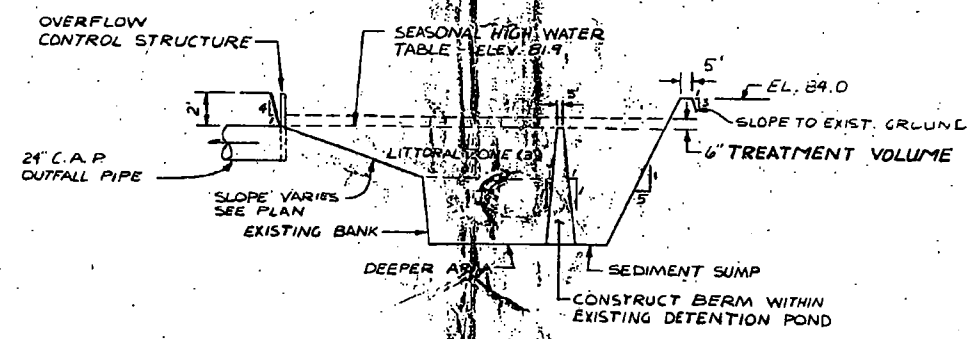 OVERFLOW
CONTROL STRUCTURE
SEASONAL HIGH WATER
TABLE ELEV. 81.9
5'
EL. 84.0
2'
4
3
SLOPE TO EXIST. GROUND
6" TREATMENT VOLUME
24" C.A.P.
OUTFALL PIPE
LITTORAL ZONE
SLOPE VARIES
SEE PLAN
1
1
5
EXISTING BANK
DEEPER
SEDIMENT SUMP
CONSTRUCT BERM WITHIN
EXISTING DETENTION POND